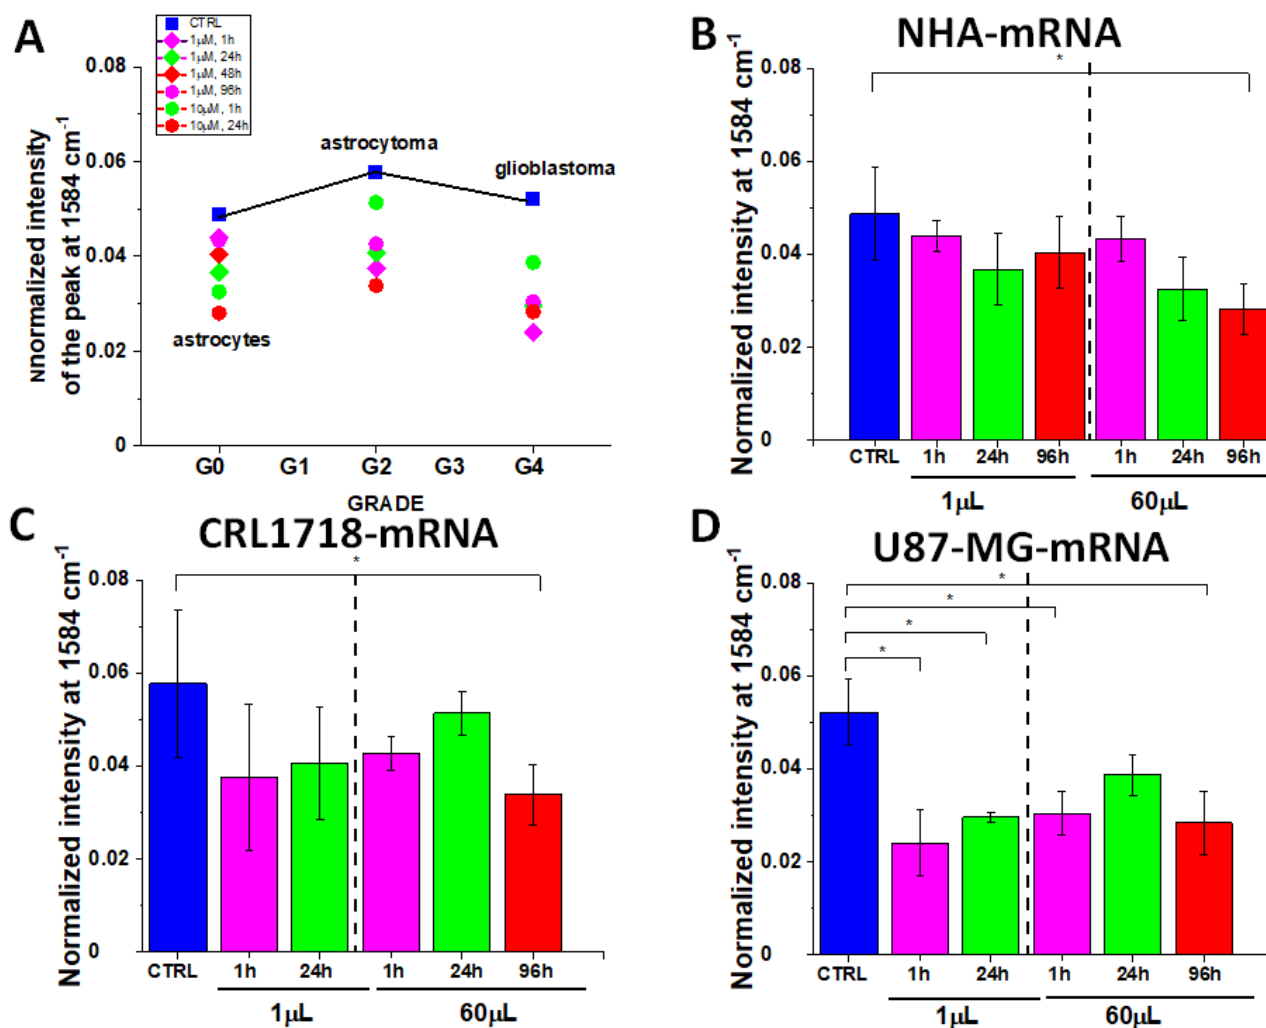 A
CTRL
1μM, 1h
1μM, 24h
1μM, 48h
1μM, 96h
10μM, 1h
10μM, 24h
Nnormalized intensity
of the peak at 1584 cm⁻¹
0.08
0.06
0.04
0.02
0
astrocytoma
glioblastoma
astrocytes
G0 G1 G2 G3 G4
GRADE
B
NHA-mRNA
*
Normalized intensity at 1584 cm⁻¹
0.08
0.06
0.04
0.02
0
CTRL 1h 24h 96h 1h 24h 96h
1μL 60μL
C
CRL1718-mRNA
*
Normalized intensity at 1584 cm⁻¹
0.08
0.06
0.04
0.02
0
CTRL 1h 24h 1h 24h 96h
1μL 60μL
D
U87-MG-mRNA
*
*
*
*
Normalized intensity at 1584 cm⁻¹
0.08
0.06
0.04
0.02
0
CTRL 1h 24h 1h 24h 96h
1μL 60μL